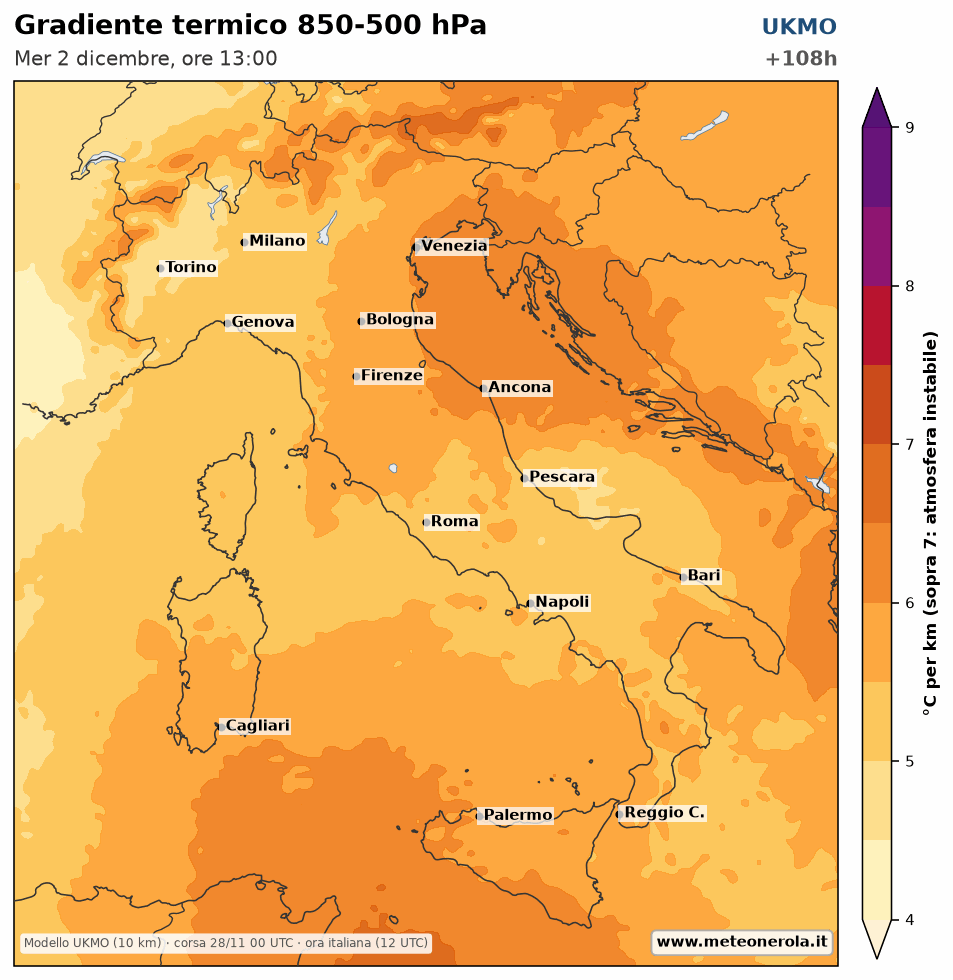 Gradiente termico 850-500 hPa
UKMO
Mer 2 dicembre, ore 13:00
+108h
Milano
Venezia
Torino
Genova
Bologna
Firenze
Ancona
Pescara
Roma
Bari
Napoli
Cagliari
Palermo
Reggio C.
9
8
7
6
5
4
°C per km (sopra 7: atmosfera instabile)
Modello UKMO (10 km) · corsa 28/11 00 UTC · ora italiana (12 UTC)
www.meteonerola.it